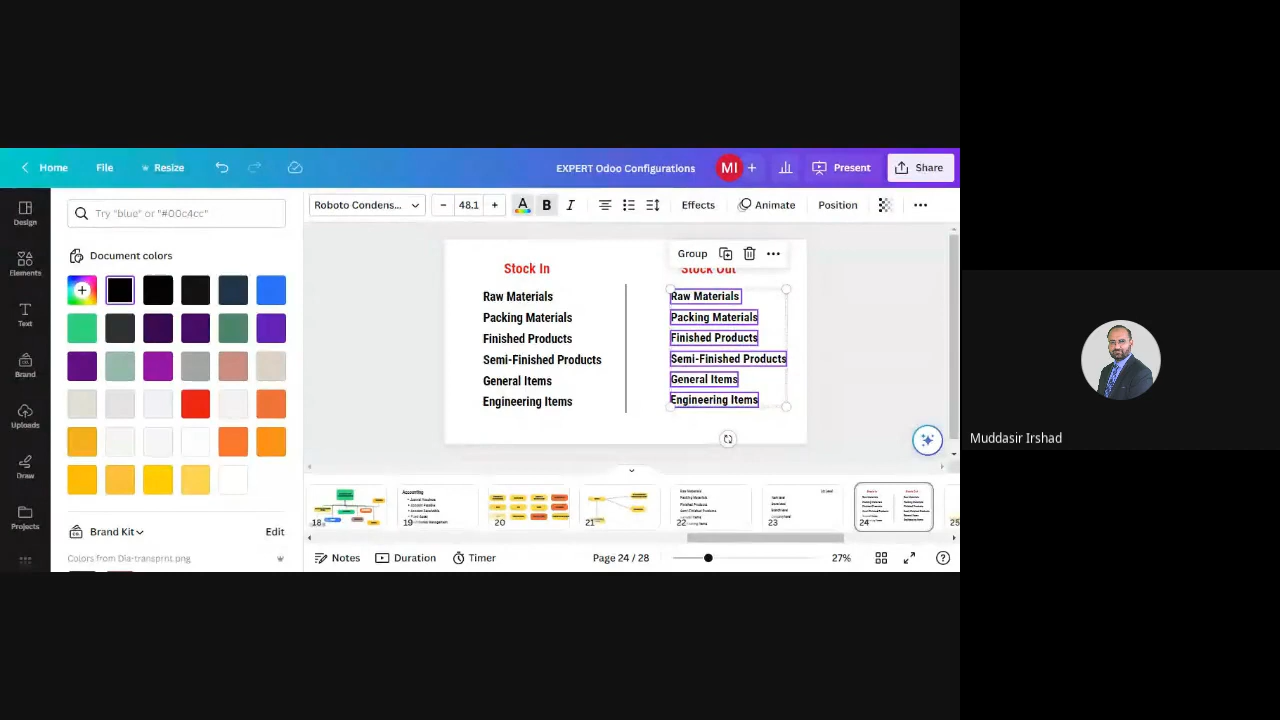 Home File Resize EXPERT Odoo Configurations MI + Present Share
Design
Elements
Text
Brand
Uploads
Draw
Projects
Try "blue" or "#00c4cc"
Document colors
Brand Kit Edit
Colors from Dia-transprnt.png
Roboto Condens... − 48.1 + A B I Effects Animate Position
Group
Stock In
Raw Materials
Packing Materials
Finished Products
Semi-Finished Products
General Items
Engineering Items
Stock Out
Raw Materials
Packing Materials
Finished Products
Semi-Finished Products
General Items
Engineering Items
Accounting
18 19 20 21 22 23 24 25
Notes Duration Timer Page 24 / 28 27%
Muddasir Irshad